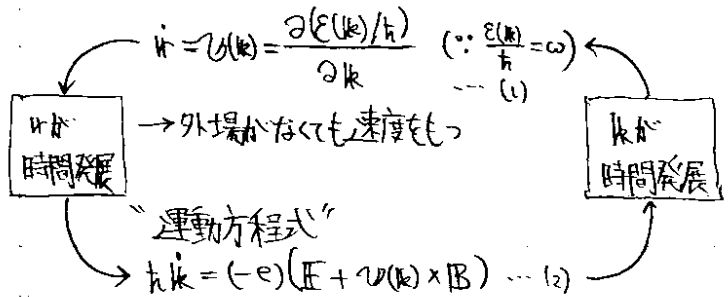 ṙ = v(k) = ∂(ε(k)/ħ) / ∂k (∵ ε(k)/ħ = ω)
… (1)
rが
時間発展
→ 外場がなくても速度をもつ
kが
時間発展
"運動方程式"
ħk̇ = (-e)(E + v(k) × B) … (2)